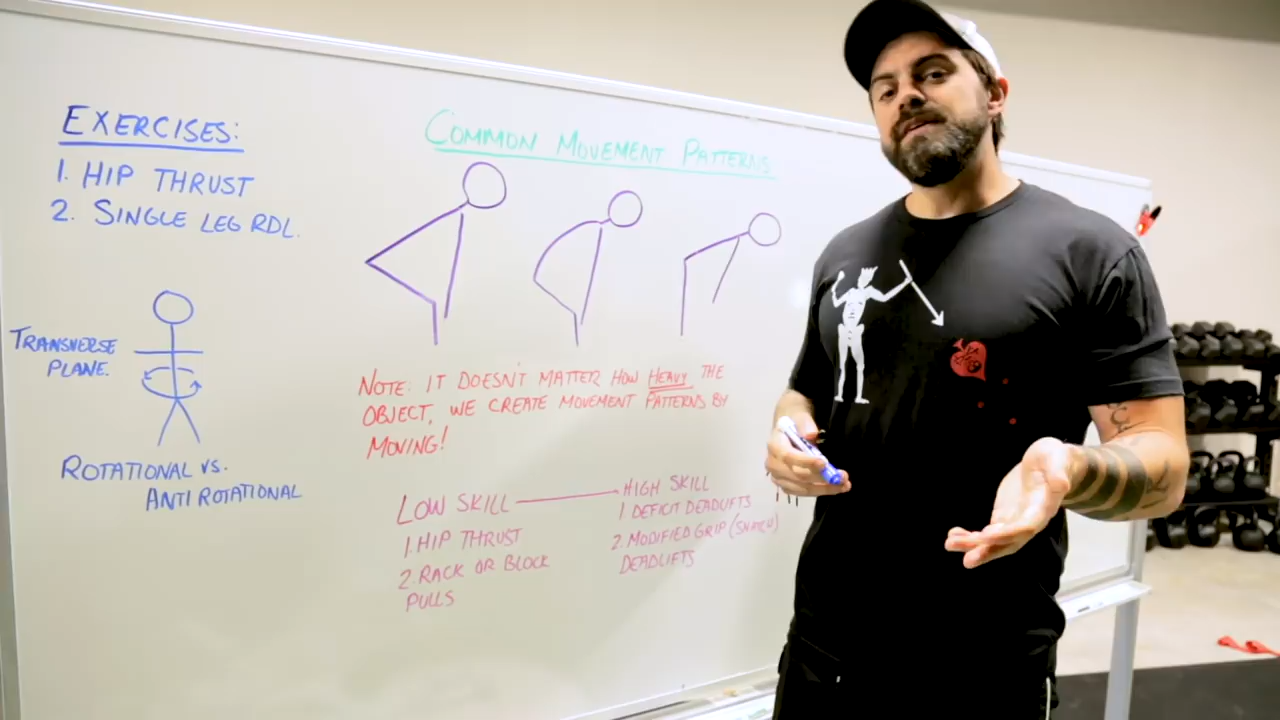 EXERCISES:
1. HIP THRUST
2. SINGLE LEG RDL.
TRANSVERSE
PLANE.
ROTATIONAL VS.
ANTI ROTATIONAL
COMMON MOVEMENT PATTERNS
NOTE: IT DOESN'T MATTER HOW HEAVY THE
OBJECT, WE CREATE MOVEMENT PATTERNS BY
MOVING!
LOW SKILL
1. HIP THRUST
2. RACK OR BLOCK
PULLS
HIGH SKILL
1. DEFICIT DEADLIFTS
2. MODIFIED GRIP (SNATCH)
DEADLIFTS